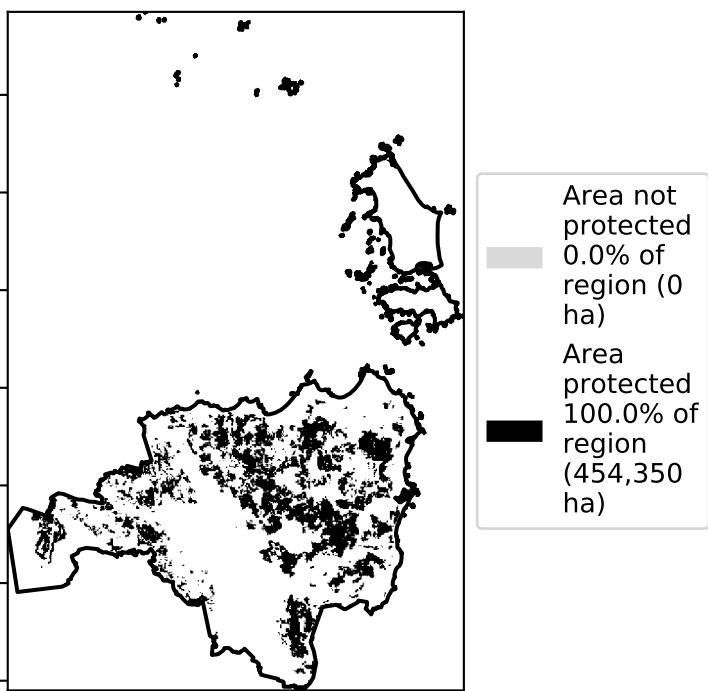 Area not
protected
0.0% of
region (0
ha)
Area
protected
100.0% of
region
(454,350
ha)